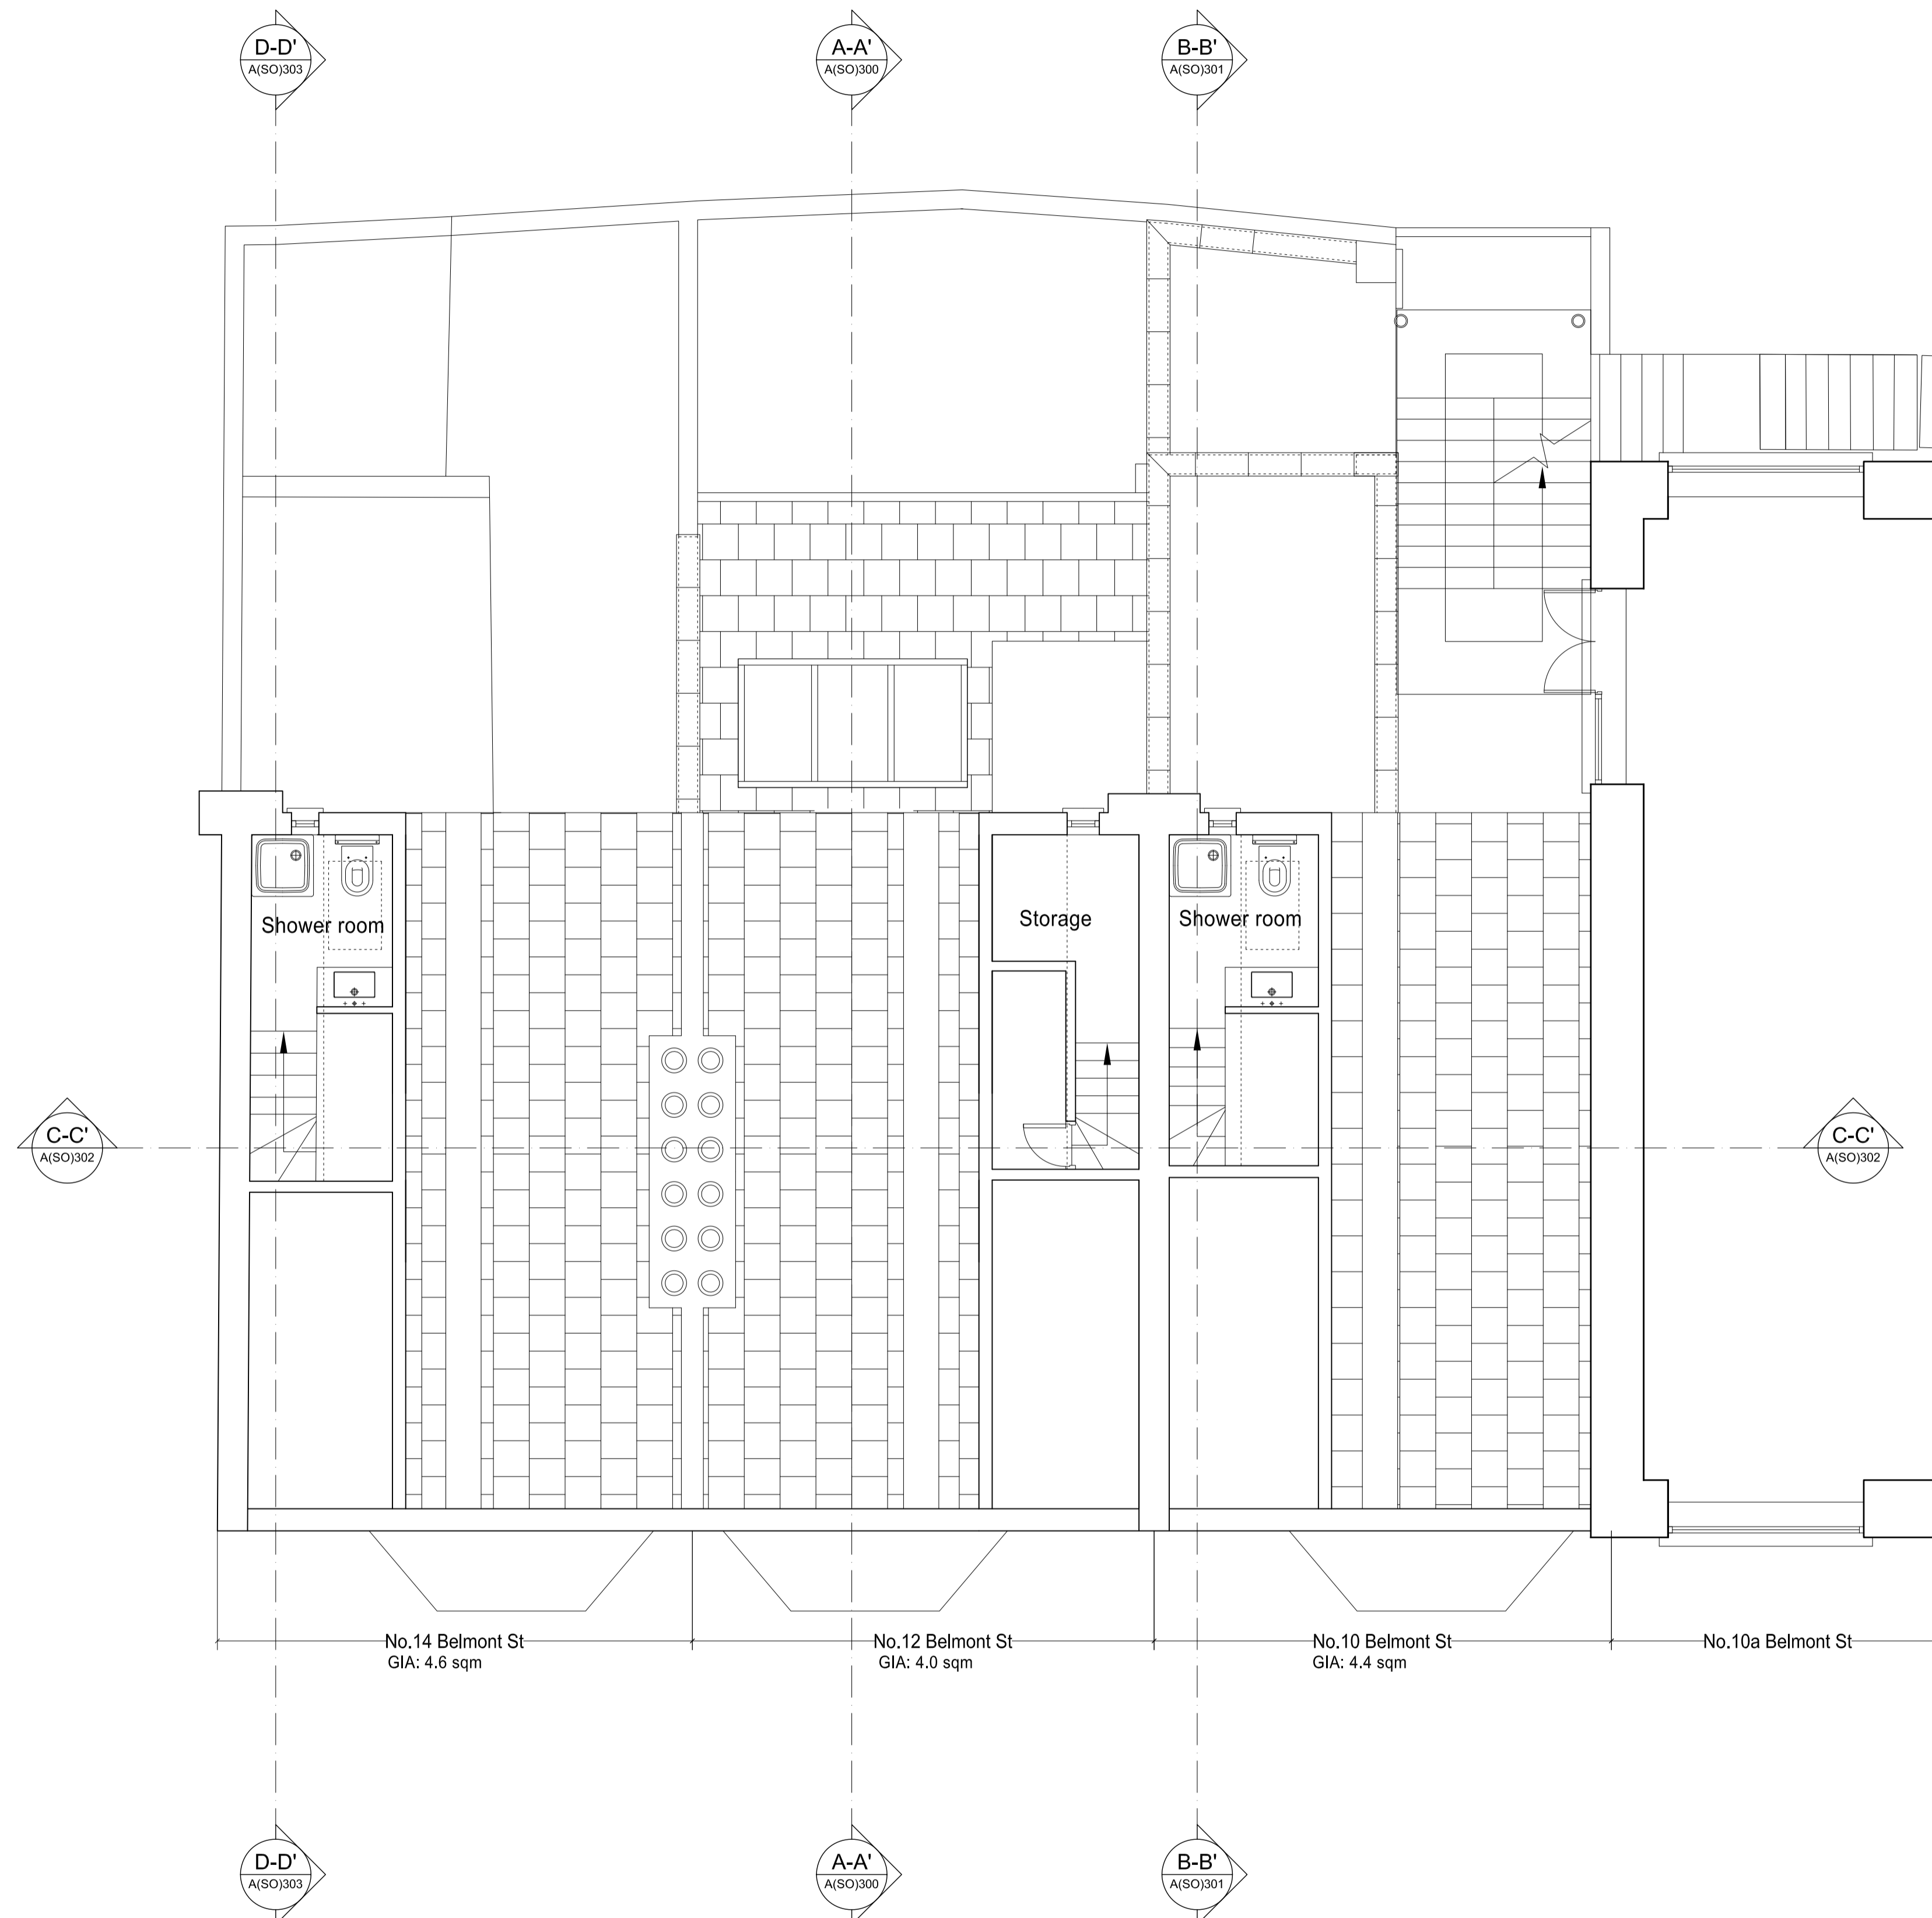 D-D'
A(SO)303
A-A'
A(SO)300
B-B'
A(SO)301
Shower room
Storage
Shower room
C-C'
A(SO)302
C-C'
A(SO)302
No.14 Belmont St
GIA: 4.6 sqm
No.12 Belmont St
GIA: 4.0 sqm
No.10 Belmont St
GIA: 4.4 sqm
No.10a Belmont St
D-D'
A(SO)303
A-A'
A(SO)300
B-B'
A(SO)301